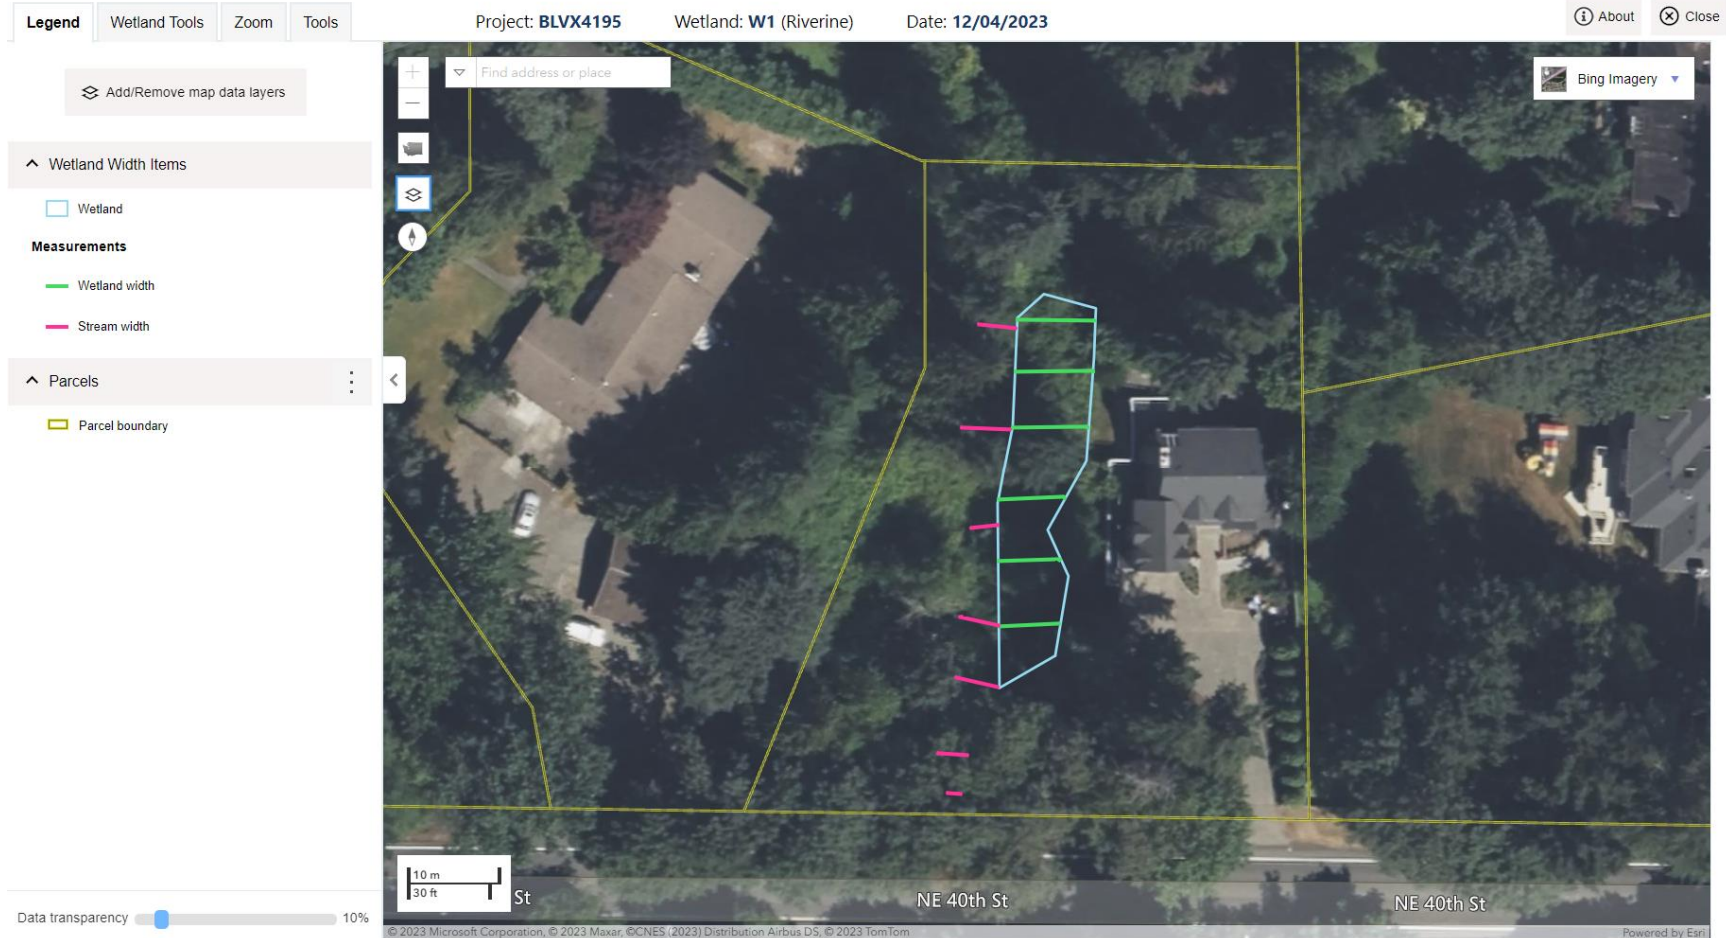 Legend Wetland Tools Zoom Tools Project: BLVX4195 Wetland: W1 (Riverine) Date: 12/04/2023 About Close
Find address or place
Bing Imagery
Add/Remove map data layers
Wetland Width Items
Wetland
Measurements
Wetland width
Stream width
Parcels
Parcel boundary
10 m
30 ft
St
NE 40th St
NE 40th St
Data transparency 10%
© 2023 Microsoft Corporation, © 2023 Maxar, ©CNES (2023) Distribution Airbus DS, © 2023 TomTom
Powered by Esri